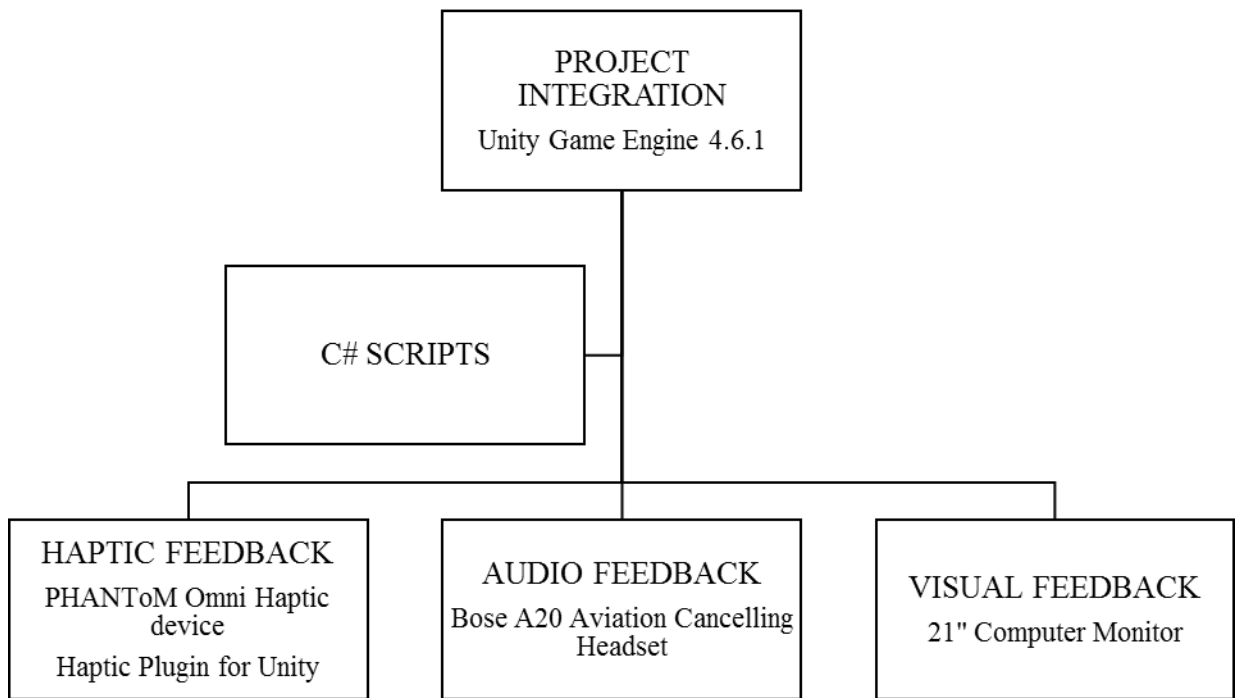 PROJECT
INTEGRATION
Unity Game Engine 4.6.1
C# SCRIPTS
HAPTIC FEEDBACK
PHANToM Omni Haptic
device
Haptic Plugin for Unity
AUDIO FEEDBACK
Bose A20 Aviation Cancelling
Headset
VISUAL FEEDBACK
21" Computer Monitor